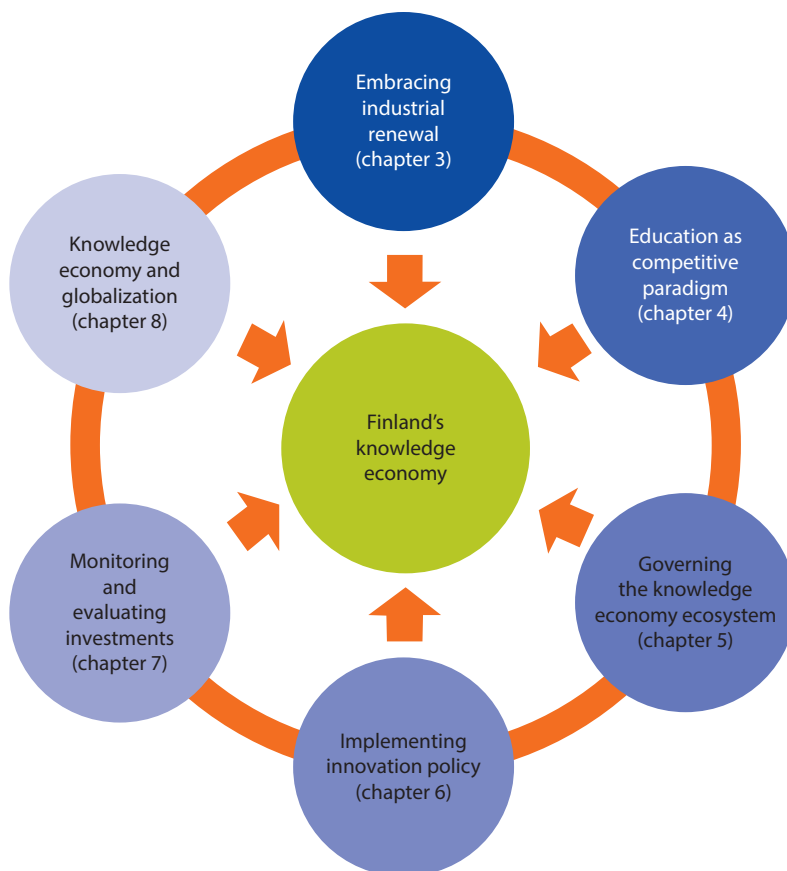 Embracing
industrial
renewal
(chapter 3)
Education as
competitive
paradigm
(chapter 4)
Governing
the knowledge
economy ecosystem
(chapter 5)
Implementing
innovation policy
(chapter 6)
Monitoring
and
evaluating
investments
(chapter 7)
Knowledge
economy and
globalization
(chapter 8)
Finland’s
knowledge
economy